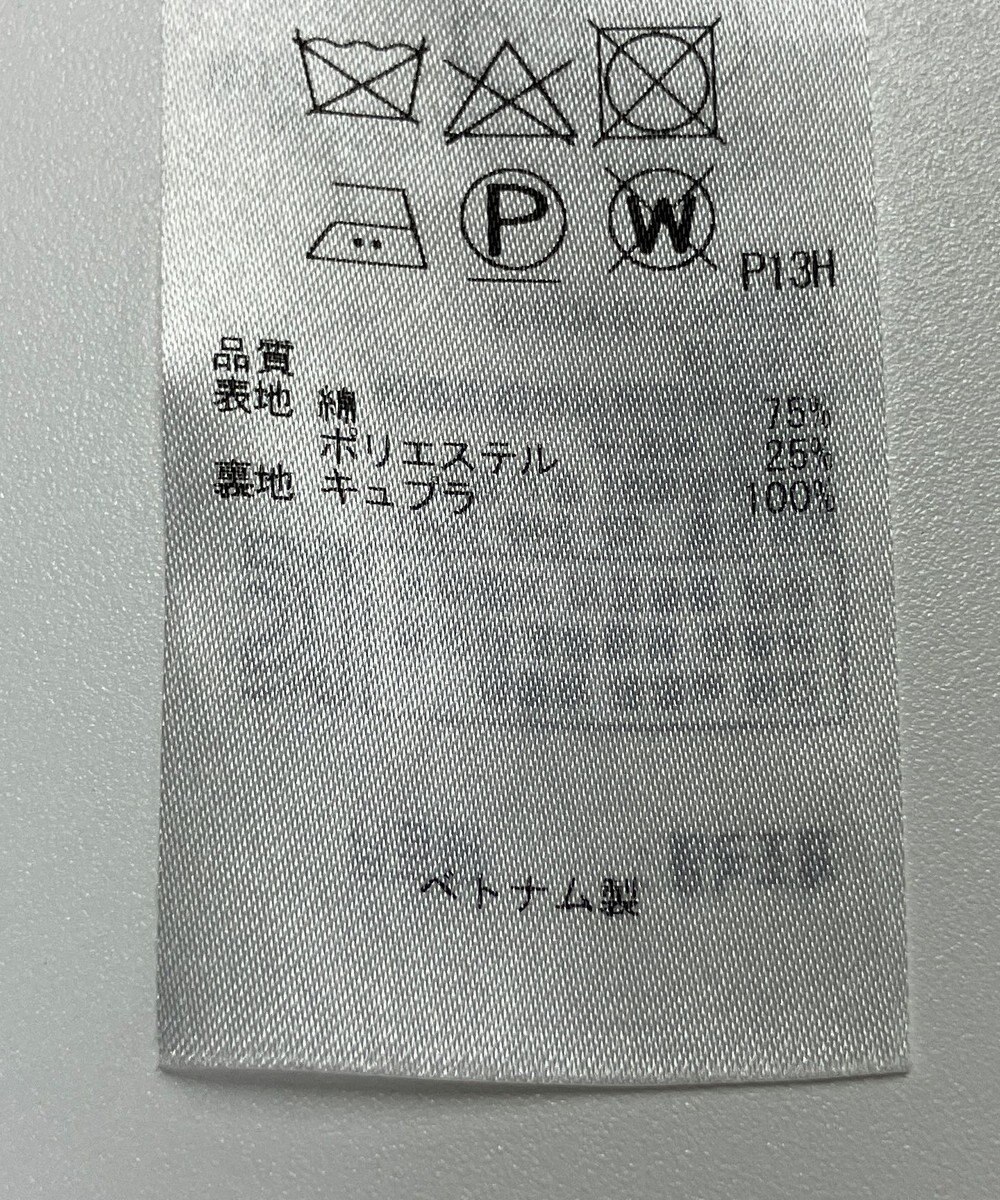 P W P13H
品質
表地 綿 75%
ポリエステル 25%
裏地 キュプラ 100%
ベトナム製